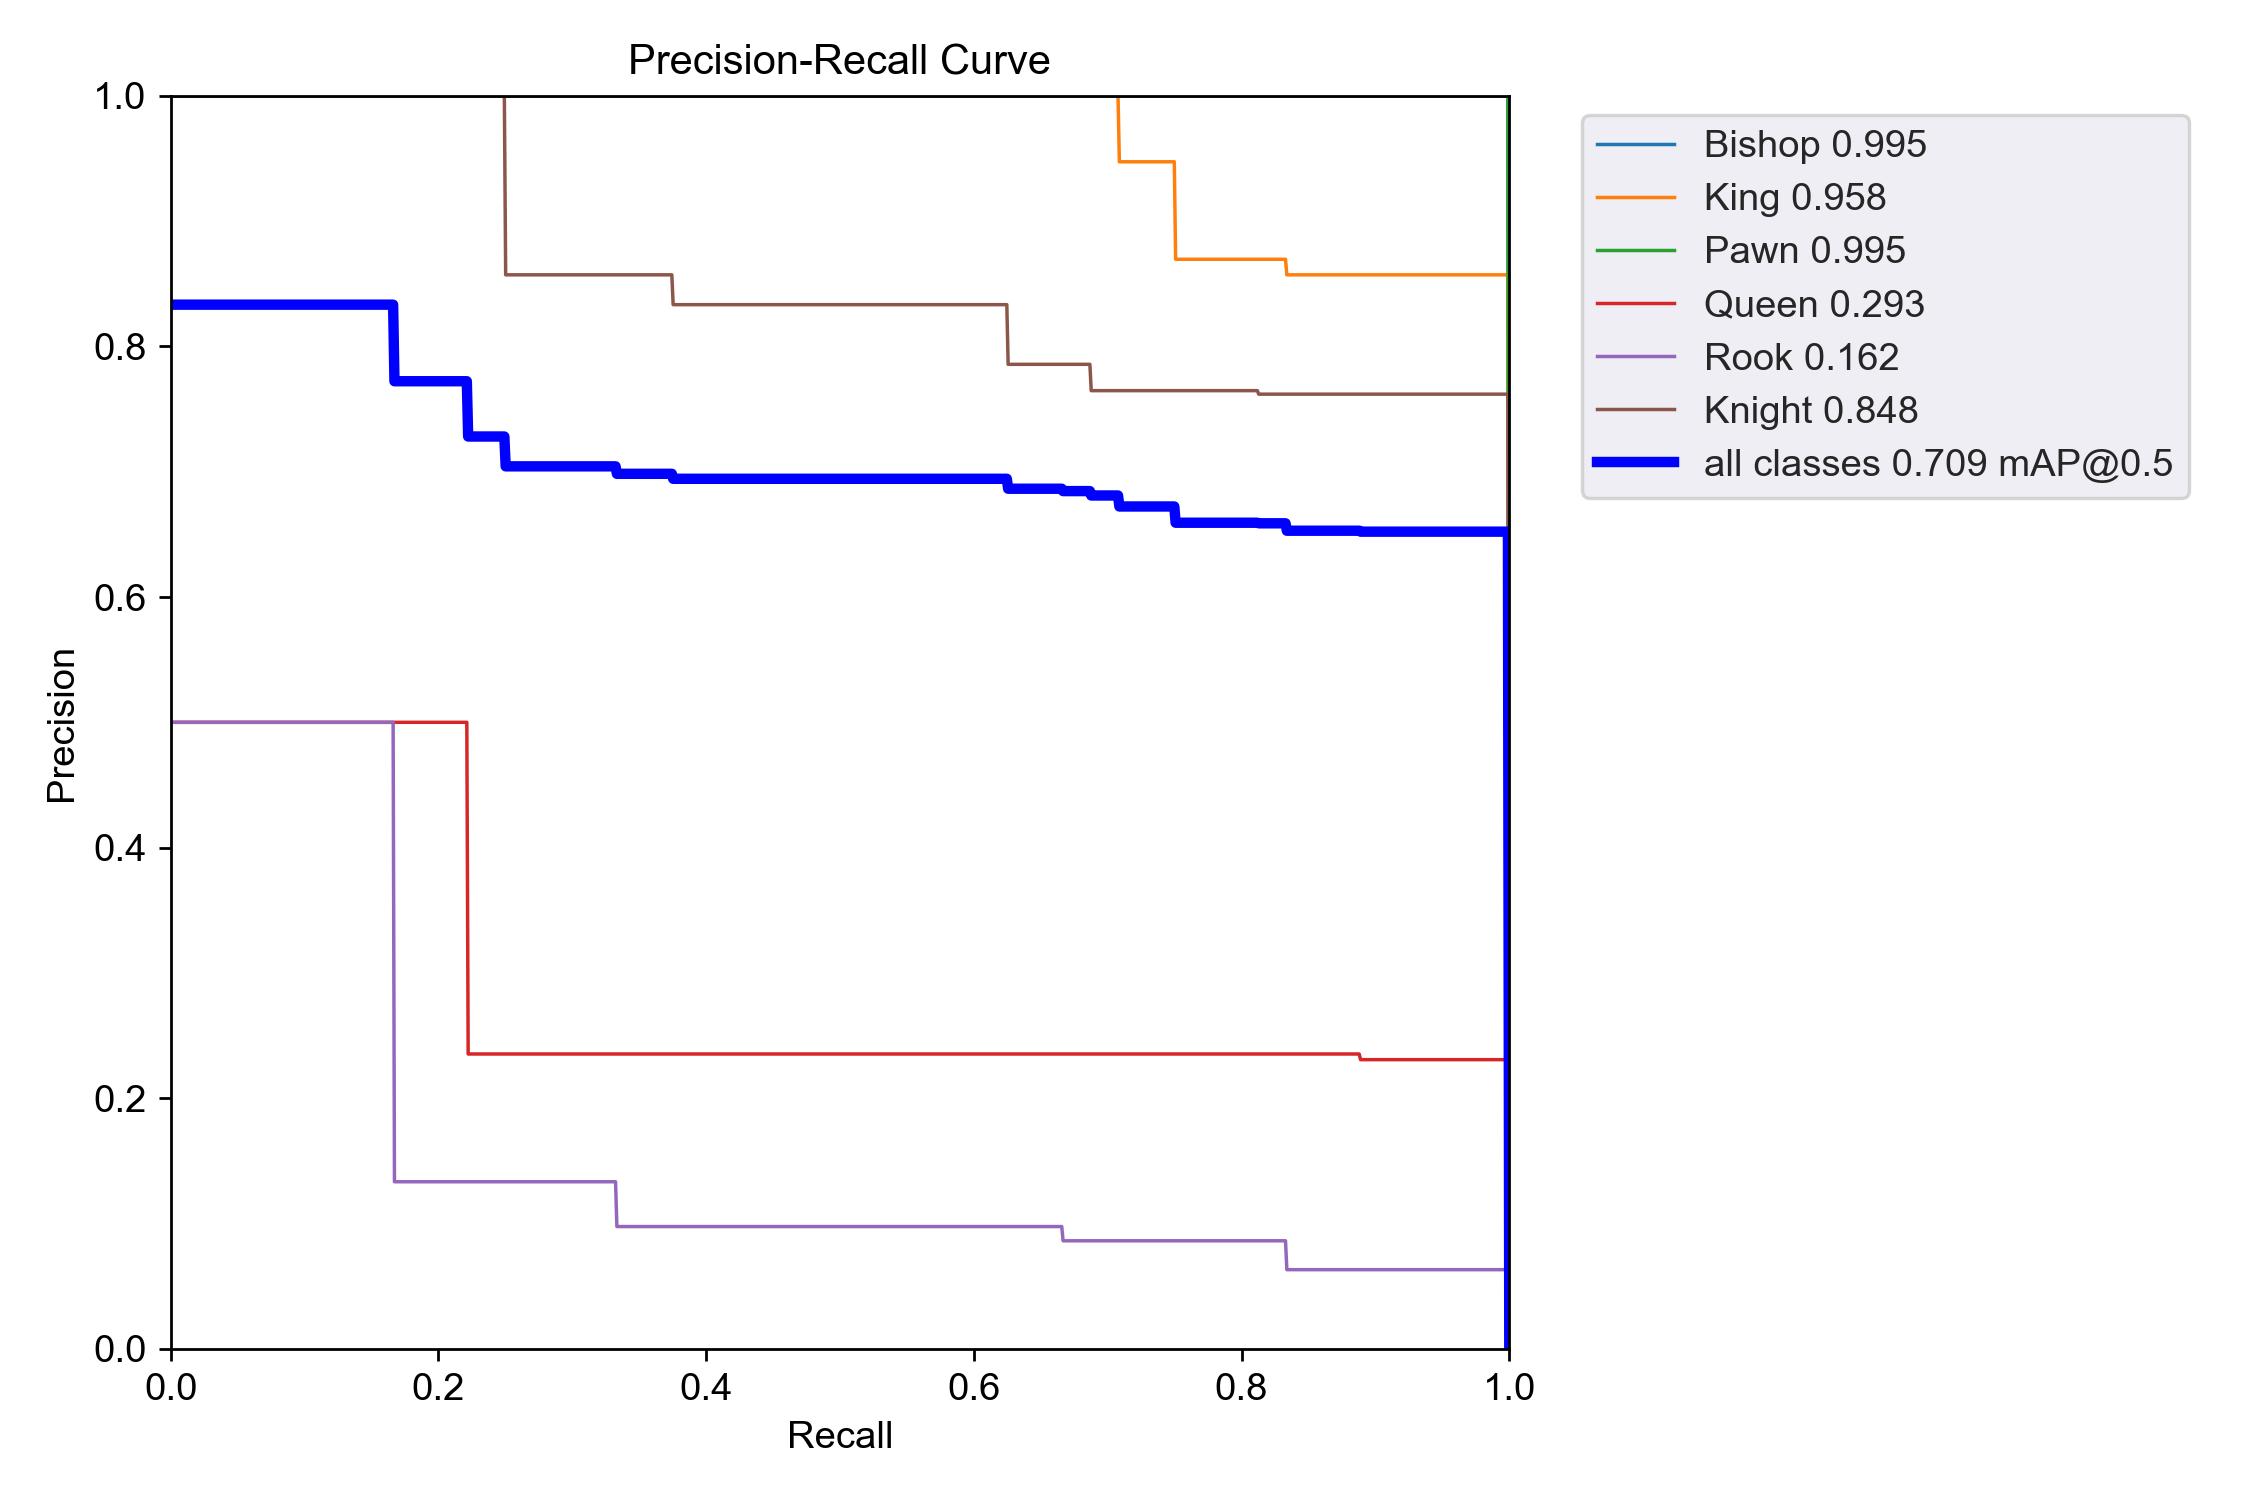 Precision-Recall Curve
1.0
0.8
0.6
0.4
0.2
0.0
Precision
0.0 0.2 0.4 0.6 0.8 1.0
Recall
Bishop 0.995
King 0.958
Pawn 0.995
Queen 0.293
Rook 0.162
Knight 0.848
all classes 0.709 mAP@0.5